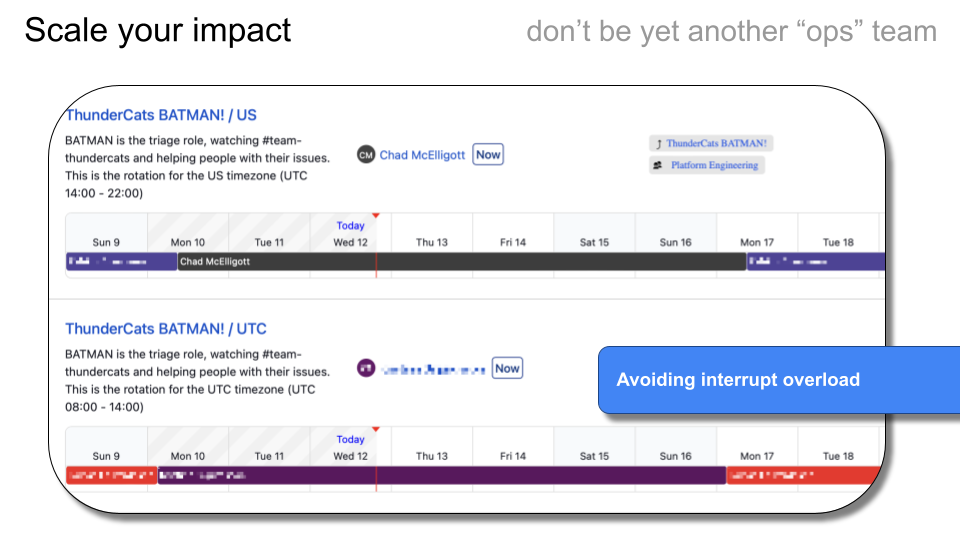 Scale your impact
don’t be yet another “ops” team
ThunderCats BATMAN! / US
BATMAN is the triage role, watching #team-
thundercats and helping people with their issues.
This is the rotation for the US timezone (UTC
14:00 - 22:00)
CM Chad McElligott Now
ThunderCats BATMAN!
Platform Engineering
Today
Sun 9 Mon 10 Tue 11 Wed 12 Thu 13 Fri 14 Sat 15 Sun 16 Mon 17 Tue 18
Chad McElligott
ThunderCats BATMAN! / UTC
BATMAN is the triage role, watching #team-
thundercats and helping people with their issues.
This is the rotation for the UTC timezone (UTC
08:00 - 14:00)
Now
Avoiding interrupt overload
Today
Sun 9 Mon 10 Tue 11 Wed 12 Thu 13 Fri 14 Sat 15 Sun 16 Mon 17 Tue 18